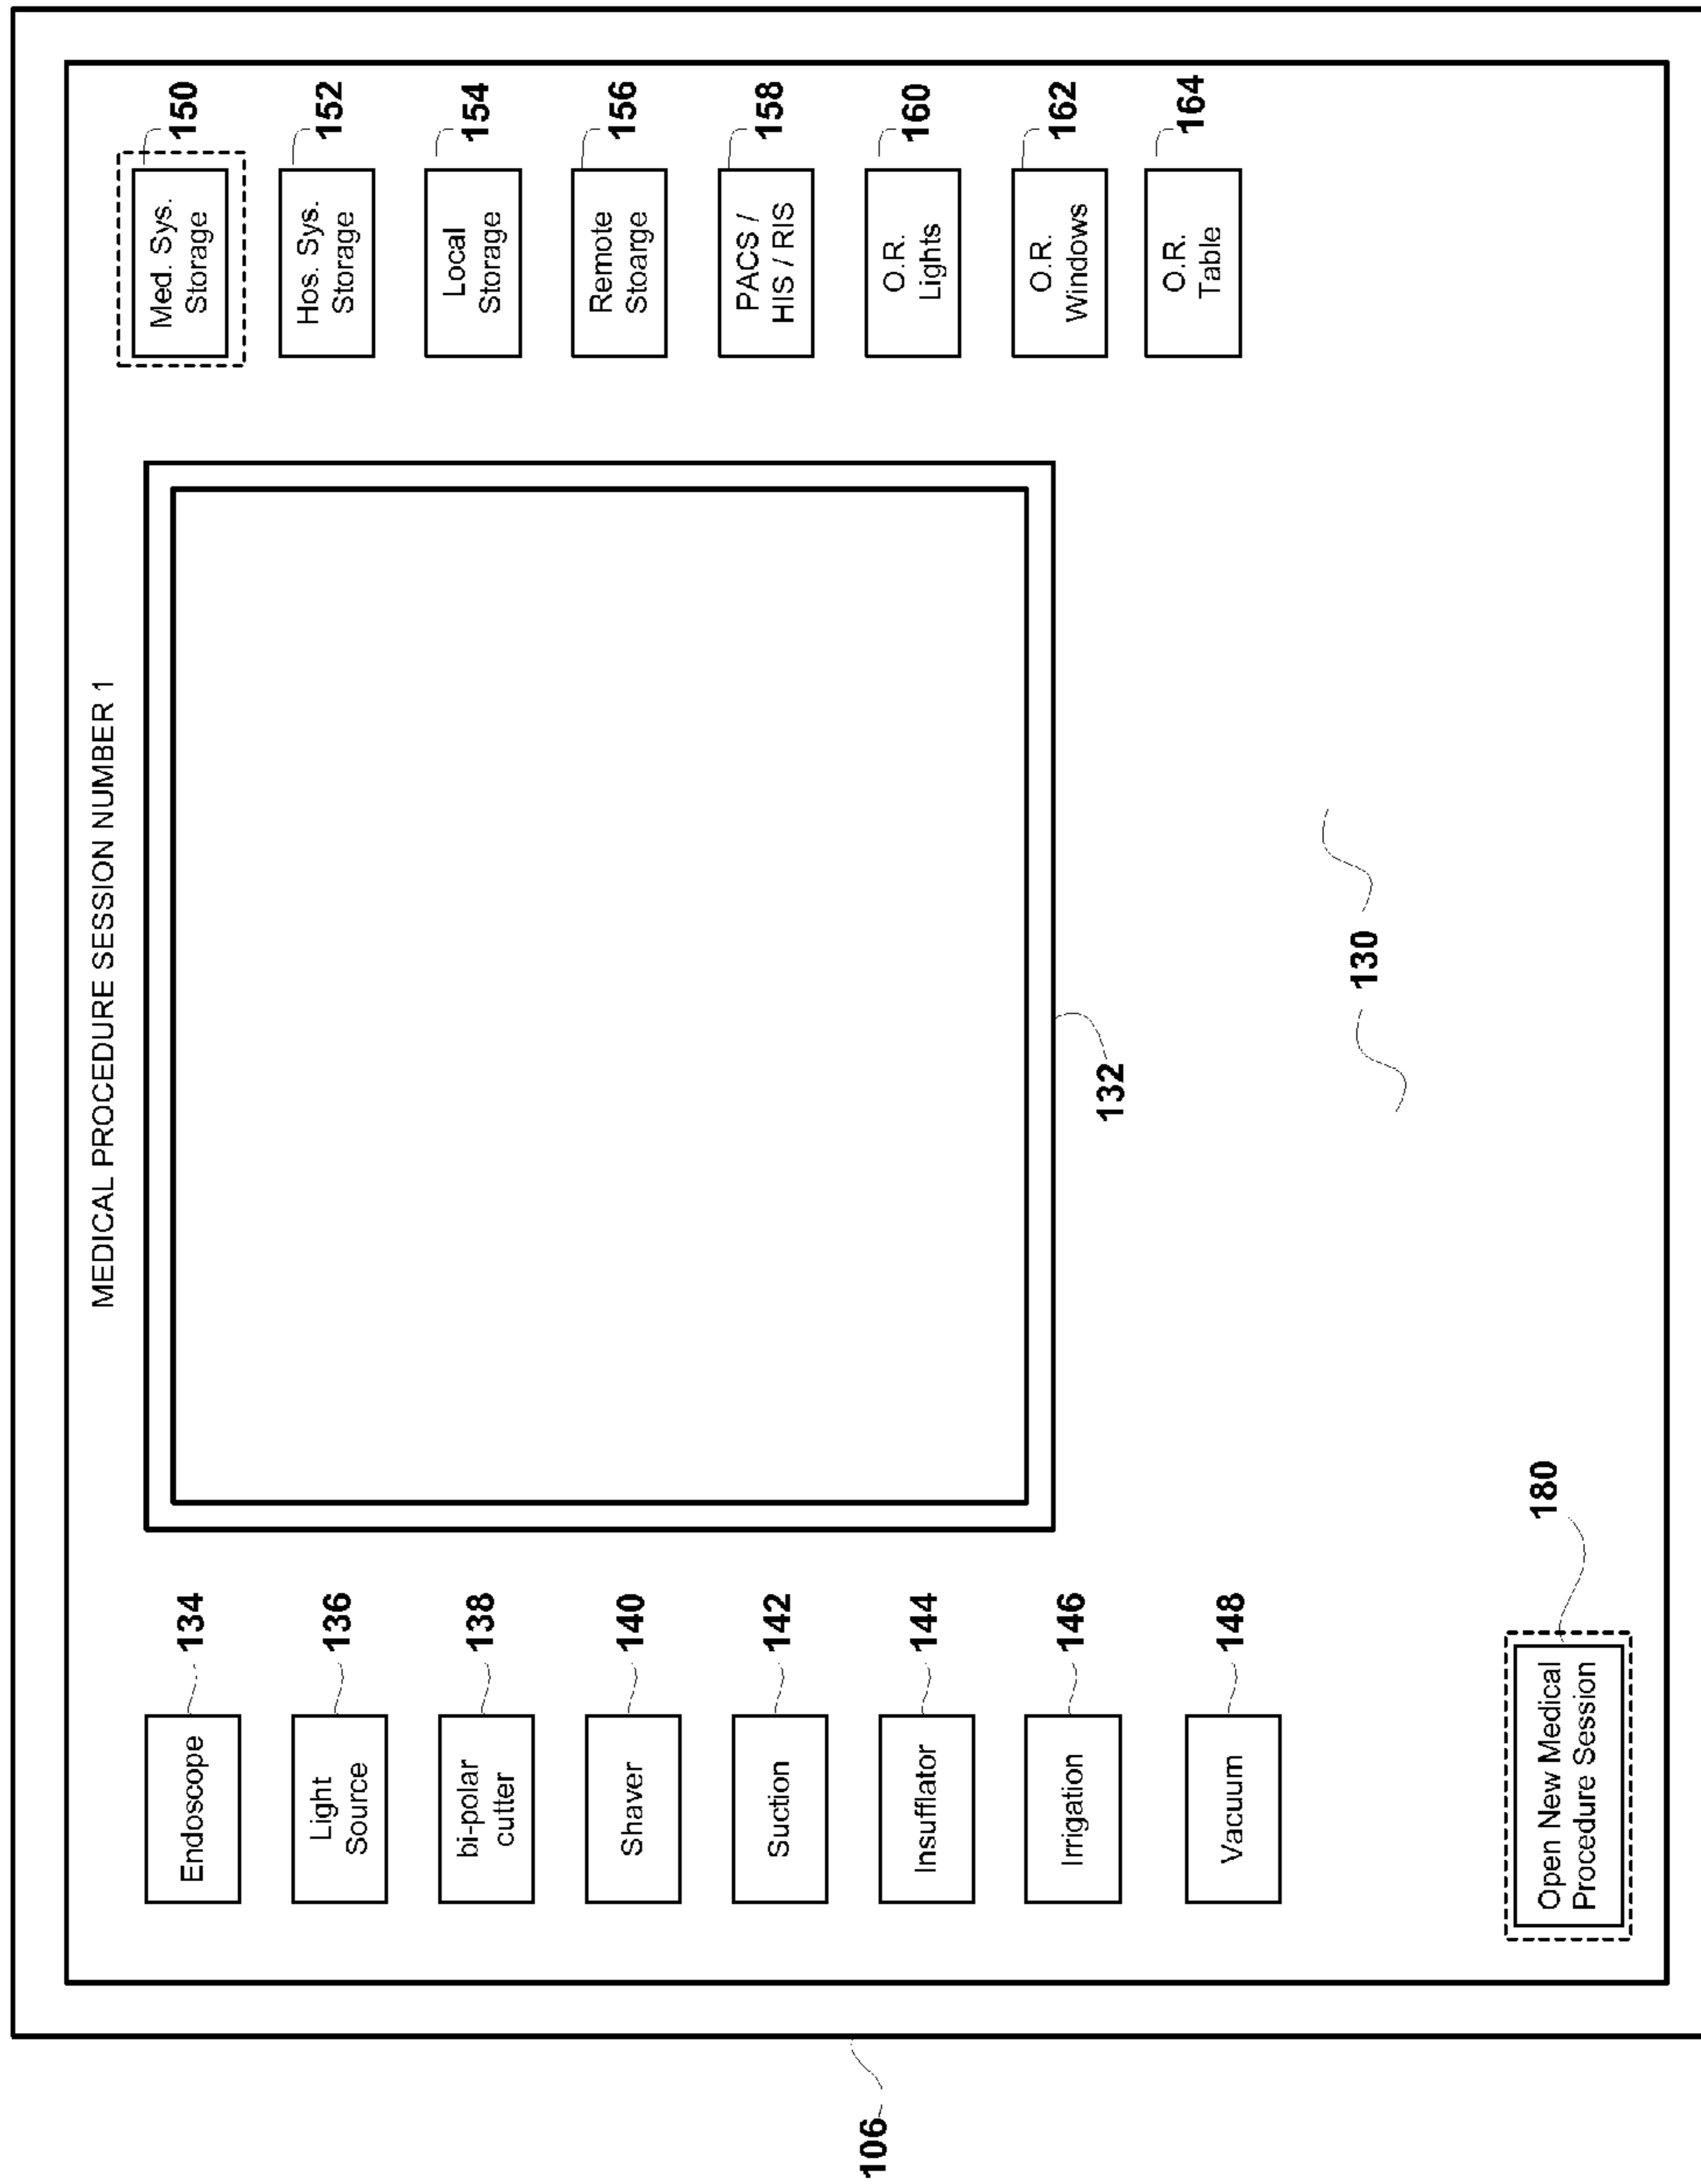 MEDICAL PROCEDURE SESSION NUMBER 1
Endoscope
134
Light
Source
136
bi-polar
cutter
138
Shaver
140
Suction
142
Insufflator
144
Irrigation
146
Vacuum
148
132
130
Med. Sys.
Storage
150
Hos. Sys.
Storage
152
Local
Storage
154
Remote
Stoarge
156
PACS /
HIS / RIS
158
O.R.
Lights
160
O.R.
Windows
162
O.R.
Table
164
Open New Medical
Procedure Session
180
106